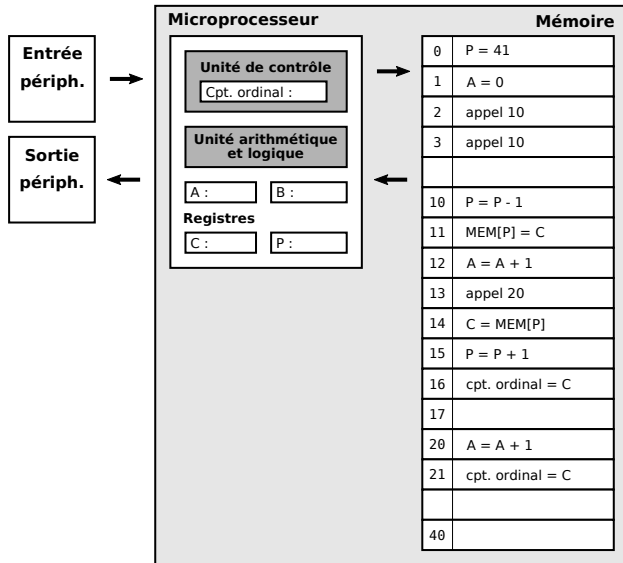 Microprocesseur
Mémoire
Entrée
périph.
Sortie
périph.
Unité de contrôle
Cpt. ordinal :
Unité arithmétique
et logique
A :
B :
Registres
C :
P :
0 P = 41
1 A = 0
2 appel 10
3 appel 10
10 P = P - 1
11 MEM[P] = C
12 A = A + 1
13 appel 20
14 C = MEM[P]
15 P = P + 1
16 cpt. ordinal = C
17
20 A = A + 1
21 cpt. ordinal = C
40